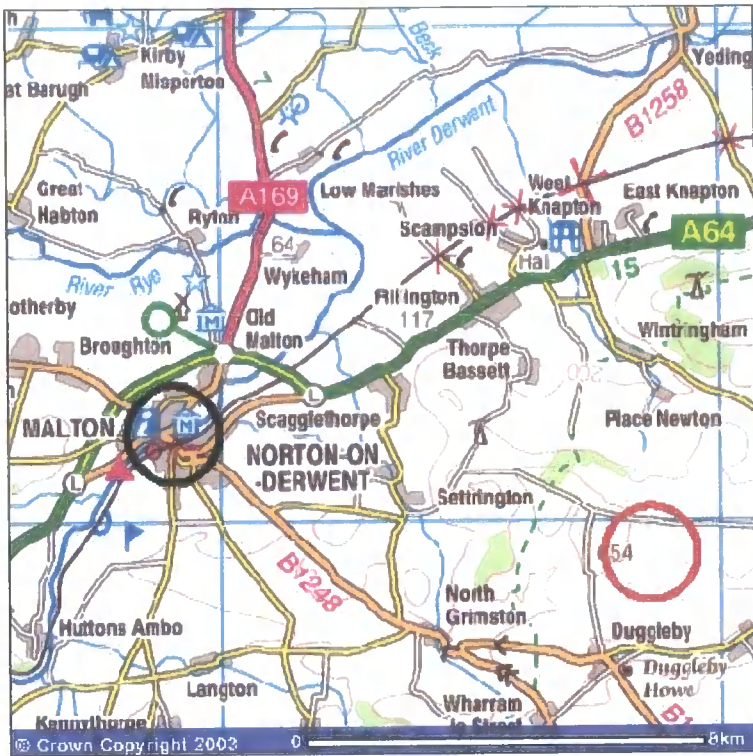 Kirby
Misperton
Beck
Yeding
at Barugh
B1258
River Derwent
Great
Habton
A169
Low Marishes
West
Knapton
East Knapton
Scampston
A64
64
Hal
Wykeham
15
River Rye
otherby
Rillington
117
Wintringham
Old
Malton
Broughton
Thorpe
Bassett
200
L
Place Newton
MALTON
Scagglethorpe
NORTON-ON
-DERWENT
L
Settrington
54
B1248
North
Grimston
Huttons Ambo
Duggleby
Duggleby
Howe
Langton
Wharram
le Street
B1
Kennythorpe
© Crown Copyright 2003
0
8km